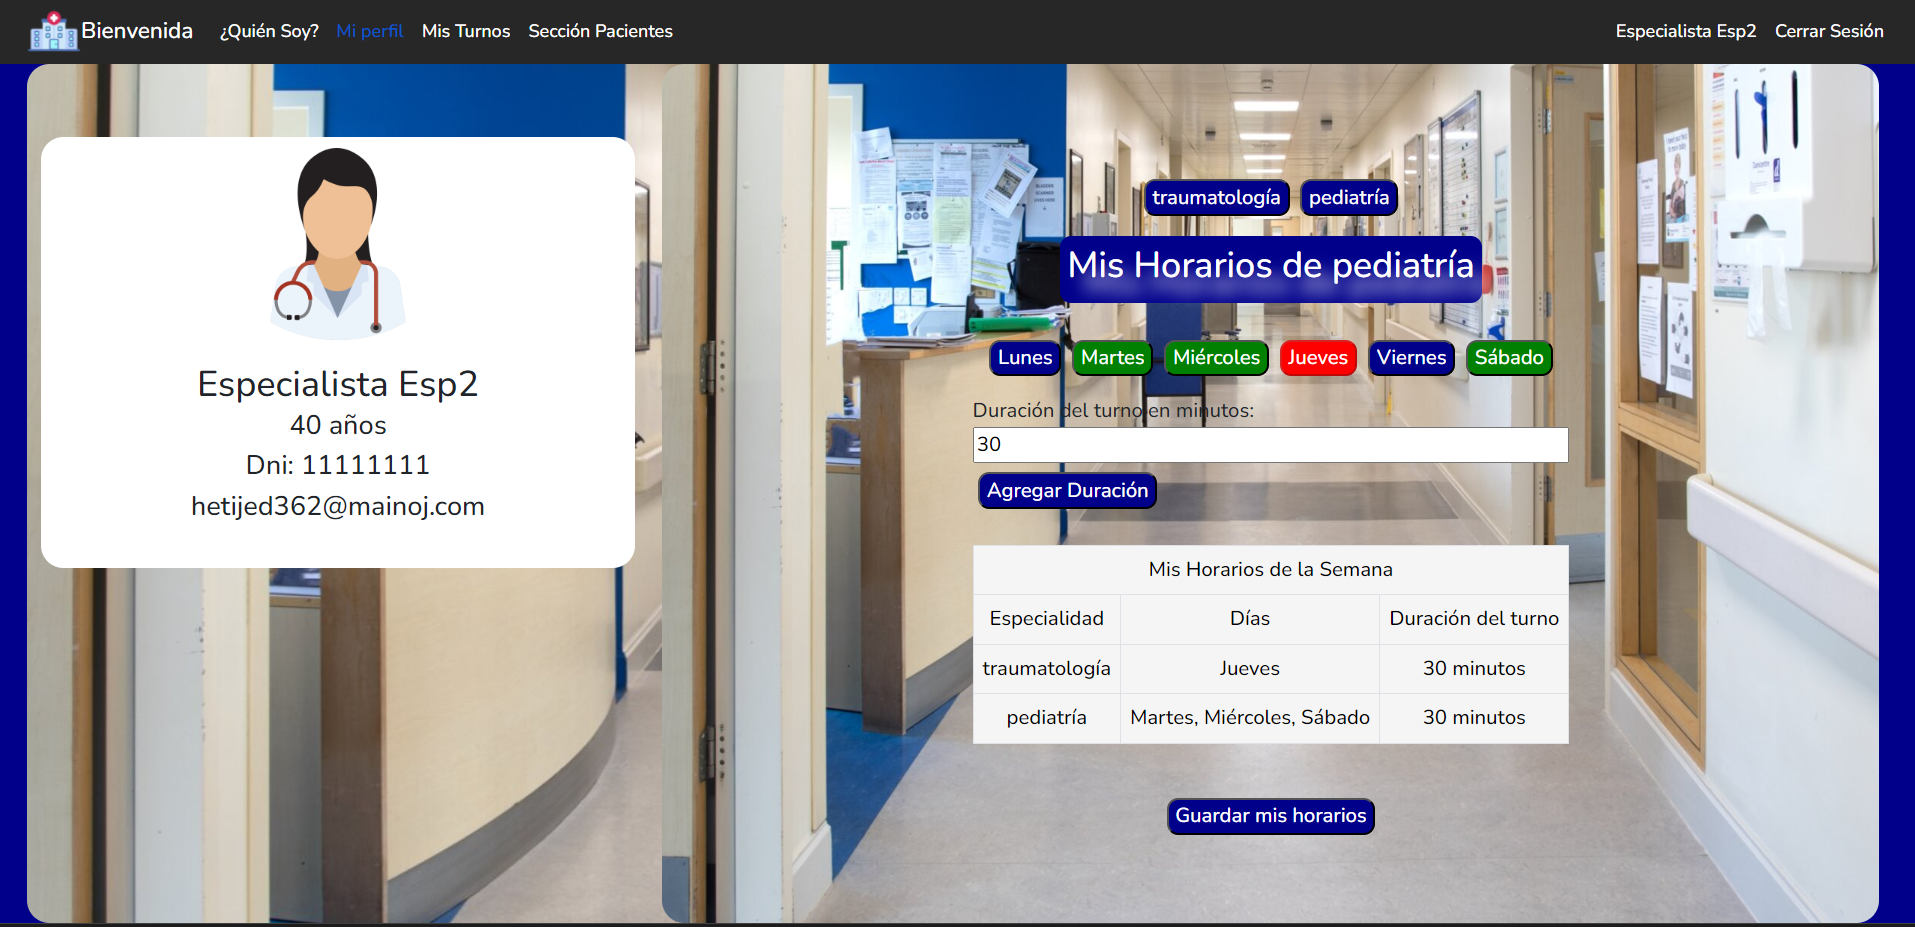 Bienvenida ¿Quién Soy? Mi perfil Mis Turnos Sección Pacientes Especialista Esp2 Cerrar Sesión
Especialista Esp2
40 años
Dni: 11111111
hetijed362@mainoj.com
traumatología pediatría
Mis Horarios de pediatría
Lunes Martes Miércoles Jueves Viernes Sábado
Duración del turno en minutos:
30
Agregar Duración
Mis Horarios de la Semana
Especialidad Días Duración del turno
traumatología Jueves 30 minutos
pediatría Martes, Miércoles, Sábado 30 minutos
Guardar mis horarios